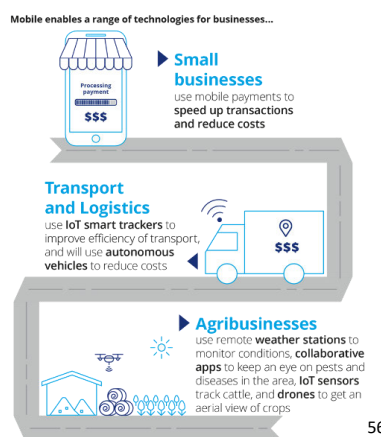 Mobile enables a range of technologies for businesses...
Processing
payment
$$$
Small
businesses
use mobile payments to
speed up transactions
and reduce costs
Transport
and Logistics
use IoT smart trackers to
improve efficiency of transport,
and will use autonomous
vehicles to reduce costs
$$$
Agribusinesses
use remote weather stations to
monitor conditions, collaborative
apps to keep an eye on pests and
diseases in the area, IoT sensors
track cattle, and drones to get an
aerial view of crops
56